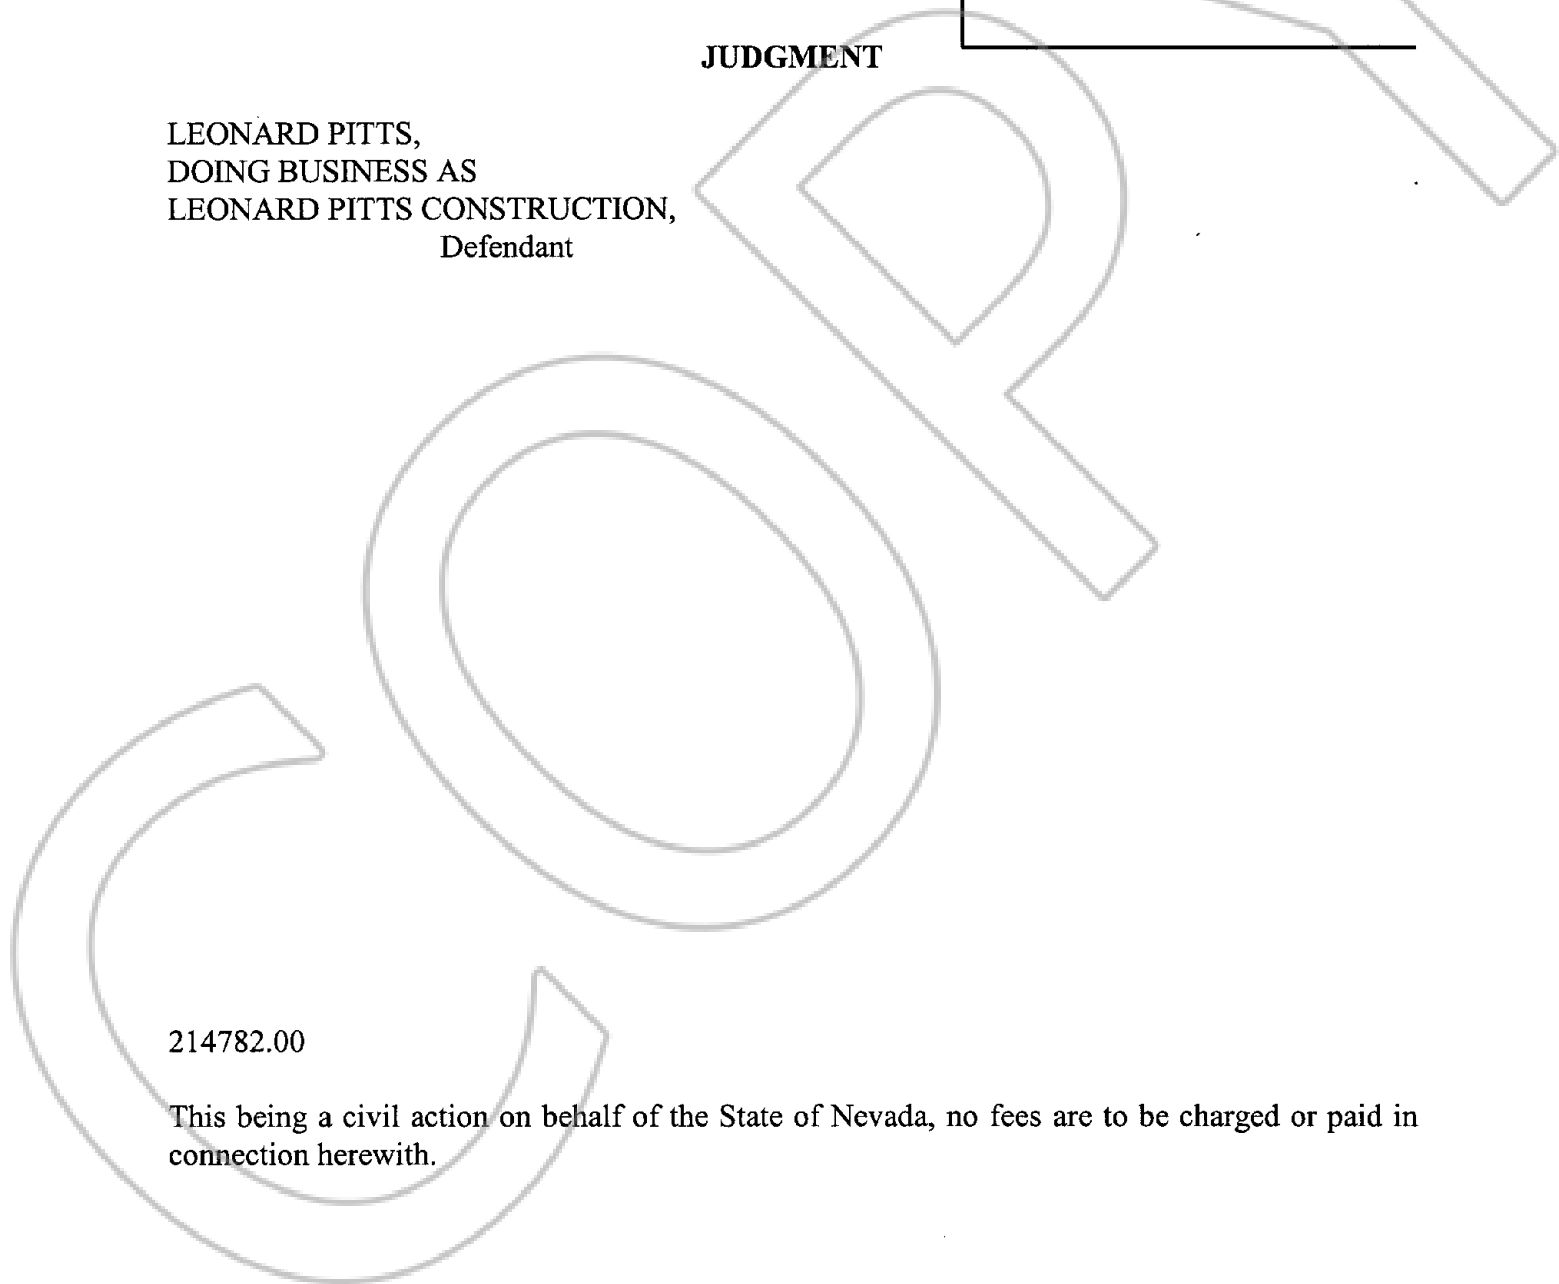 JUDGMENT
LEONARD PITTS,
DOING BUSINESS AS
LEONARD PITTS CONSTRUCTION,
Defendant
COPY
214782.00
This being a civil action on behalf of the State of Nevada, no fees are to be charged or paid in
connection herewith.